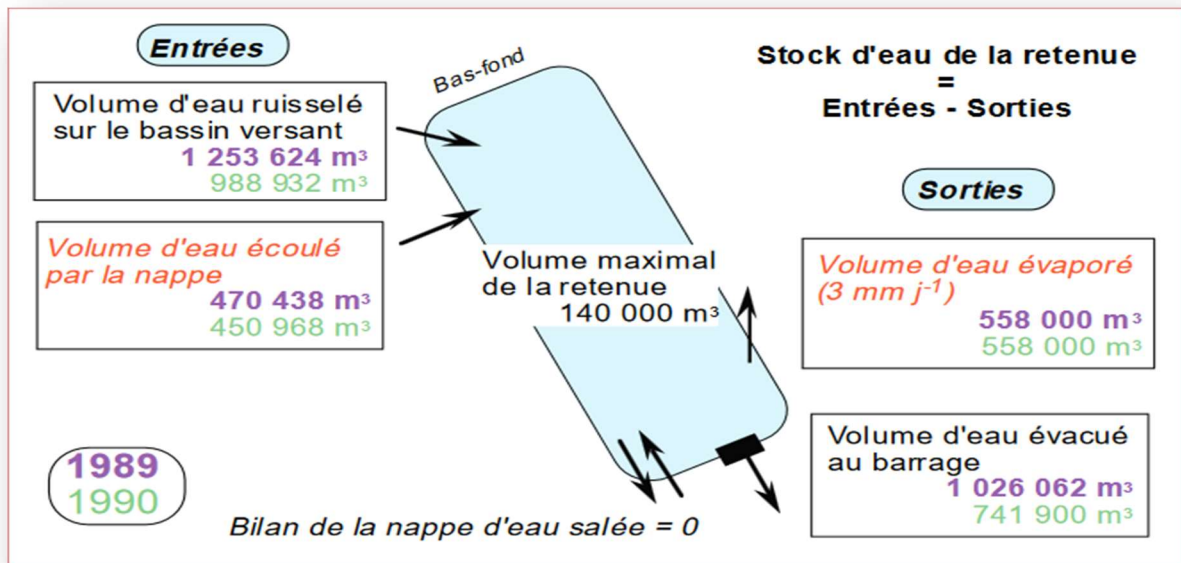 Entrées
Volume d'eau ruisselé
sur le bassin versant
1 253 624 m³
988 932 m³
Volume d'eau écoulé
par la nappe
470 438 m³
450 968 m³
1989
1990
Bas-fond
Volume maximal
de la retenue
140 000 m³
Bilan de la nappe d'eau salée = 0
Stock d'eau de la retenue
=
Entrées - Sorties
Sorties
Volume d'eau évaporé
(3 mm j⁻¹)
558 000 m³
558 000 m³
Volume d'eau évacué
au barrage
1 026 062 m³
741 900 m³